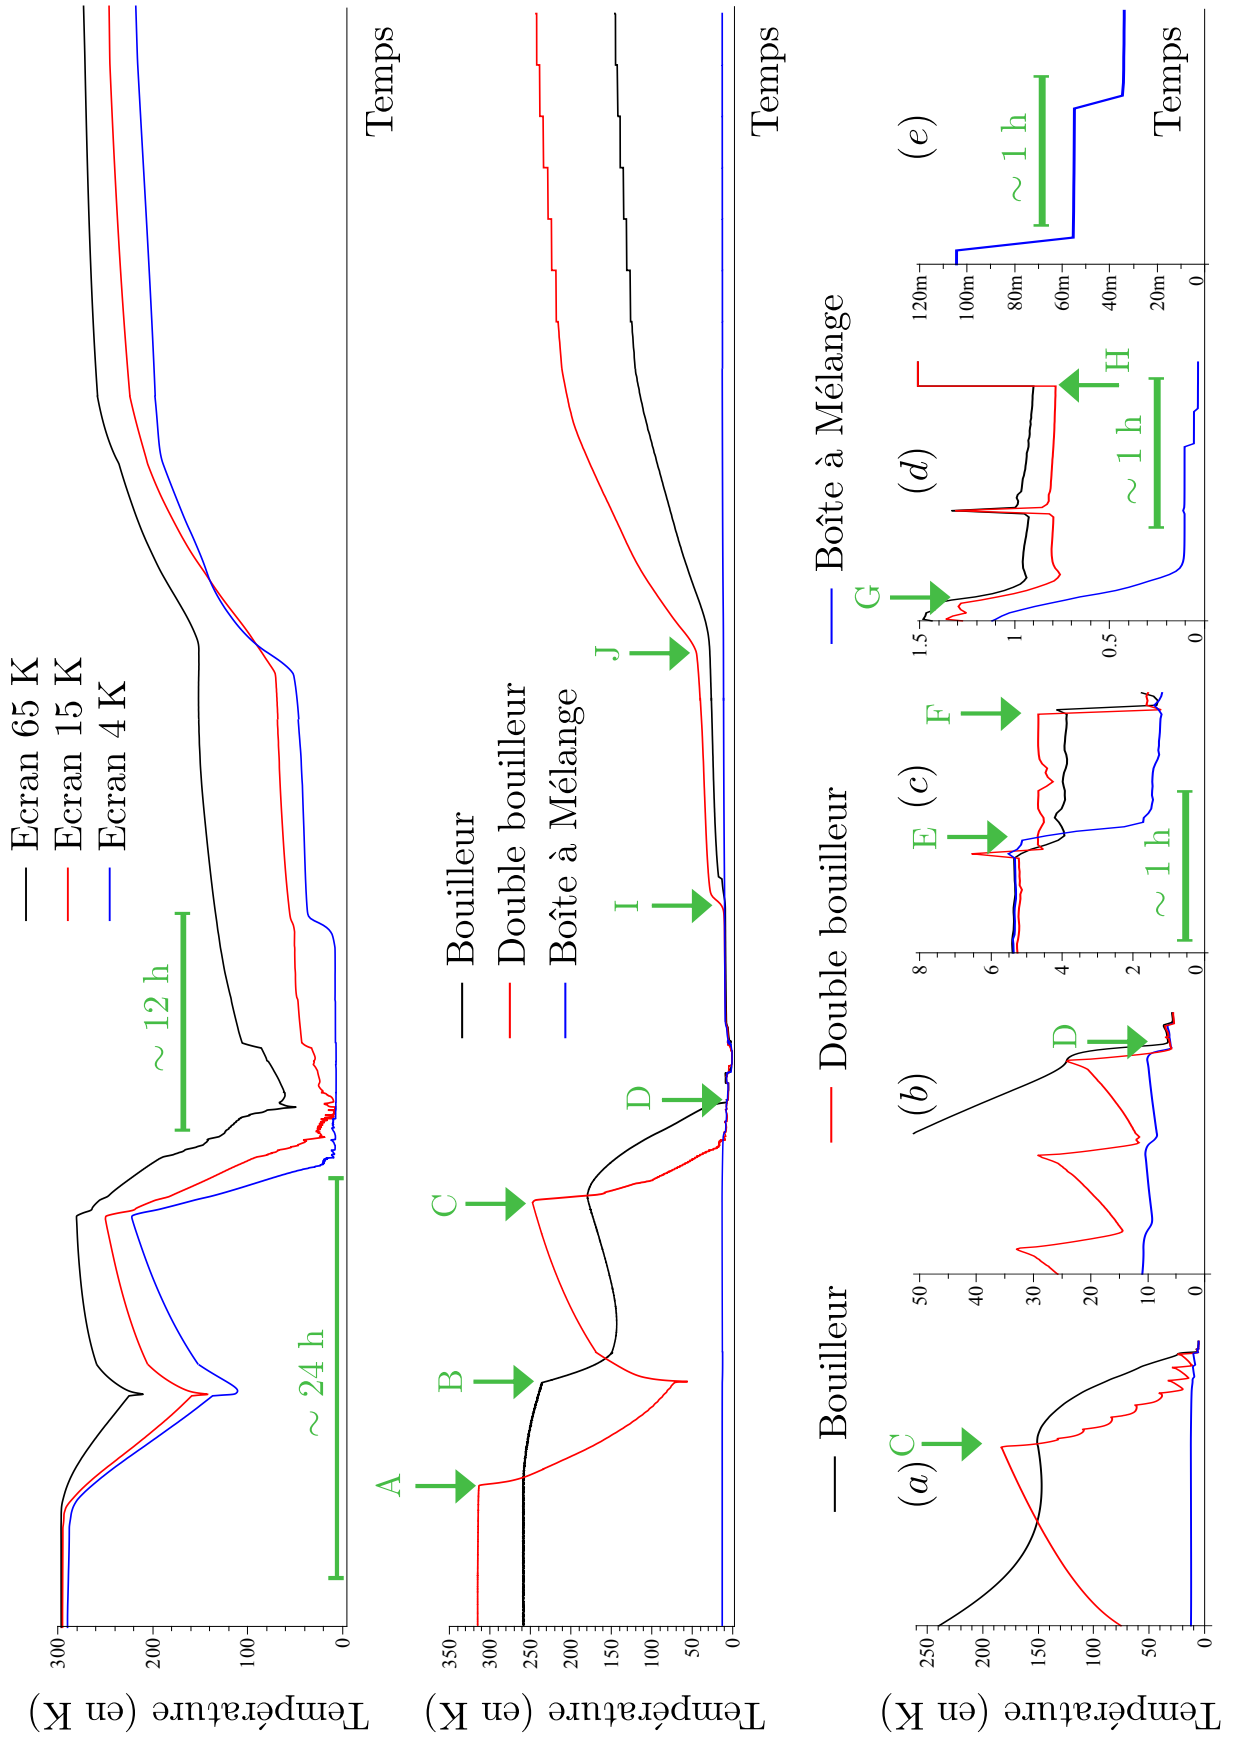 Température (en K)
300
200
100
0
Ecran 65 K
Ecran 15 K
Ecran 4 K
∼ 24 h
∼ 12 h
Temps
Température (en K)
350
300
250
200
150
100
50
0
Bouilleur
Double bouilleur
Boîte à Mélange
A
B
C
D
I
J
Temps
Bouilleur
Double bouilleur
Boîte à Mélange
Température (en K)
250
200
150
100
50
0
(a)
C
50
40
30
20
10
0
(b)
D
8
6
4
2
0
(c)
E
F
∼ 1 h
1.5
1
0.5
0
(d)
G
H
∼ 1 h
120m
100m
80m
60m
40m
20m
0
(e)
∼ 1 h
Temps